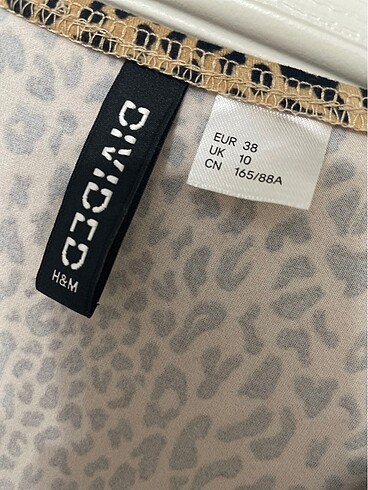 DIVIDED
H&M
EUR 38
UK 10
CN 165/88A